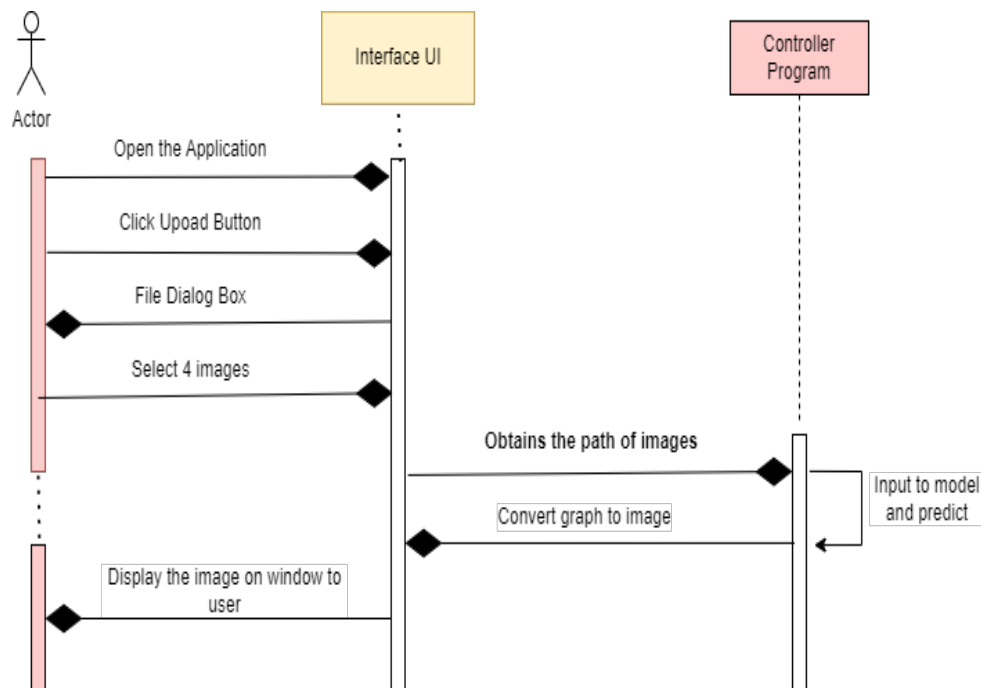 Interface UI
Controller
Program
Actor
Open the Application
Click Upoad Button
File Dialog Box
Select 4 images
Obtains the path of images
Input to model
and predict
Convert graph to image
Display the image on window to
user